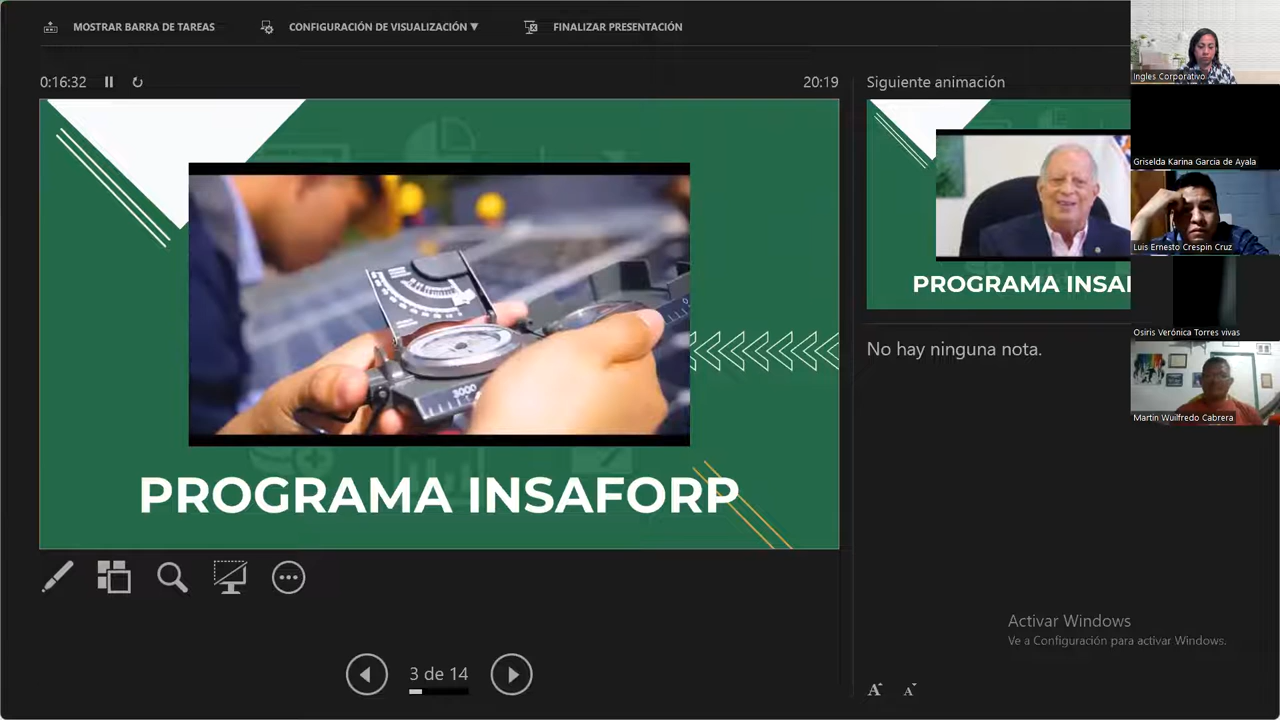 MOSTRAR BARRA DE TAREAS
CONFIGURACIÓN DE VISUALIZACIÓN ▼
FINALIZAR PRESENTACIÓN
0:16:32
20:19
Siguiente animación
3000
PROGRAMA INSAFORP
PROGRAMA INSAF
No hay ninguna nota.
Ingles Corporativo
Griselda Karina Garcia de Ayala
Luis Ernesto Crespin Cruz
Osiris Verónica Torres vivas
Martin Wuilfredo Cabrera
Activar Windows
Ve a Configuración para activar Windows.
3 de 14
A A